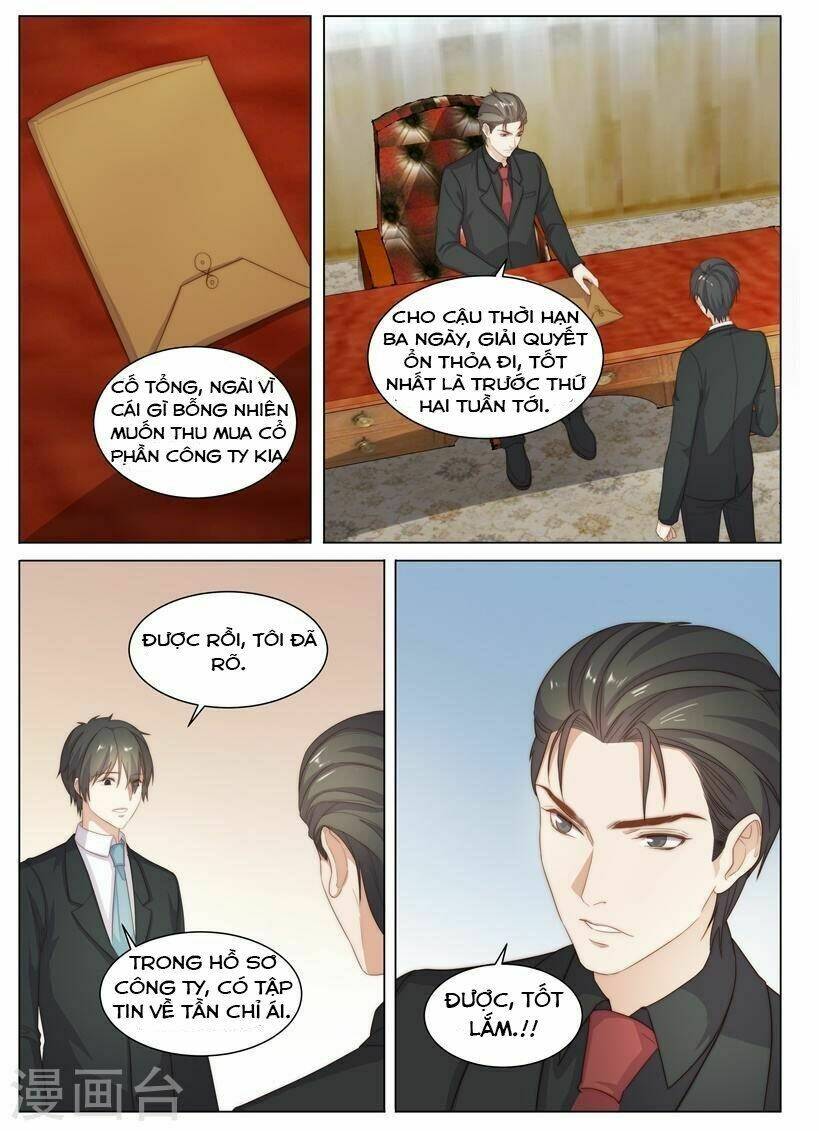 CỐ TỔNG, NGÀI VÌ
CÁI GÌ BỖNG NHIÊN
MUỐN THU MUA CỔ
PHẦN CÔNG TY KIA
CHO CẬU THỜI HẠN
BA NGÀY, GIẢI QUYẾT
ỔN THỎA ĐI, TỐT
NHẤT LÀ TRƯỚC THỨ
HAI TUẦN TỚI.
ĐƯỢC RỒI, TÔI ĐÃ
RÕ.
TRONG HỒ SƠ
CÔNG TY, CÓ TẬP
TIN VỀ TẦN CHỈ ÁI.
ĐƯỢC, TỐT
LẮM.!!
漫画台